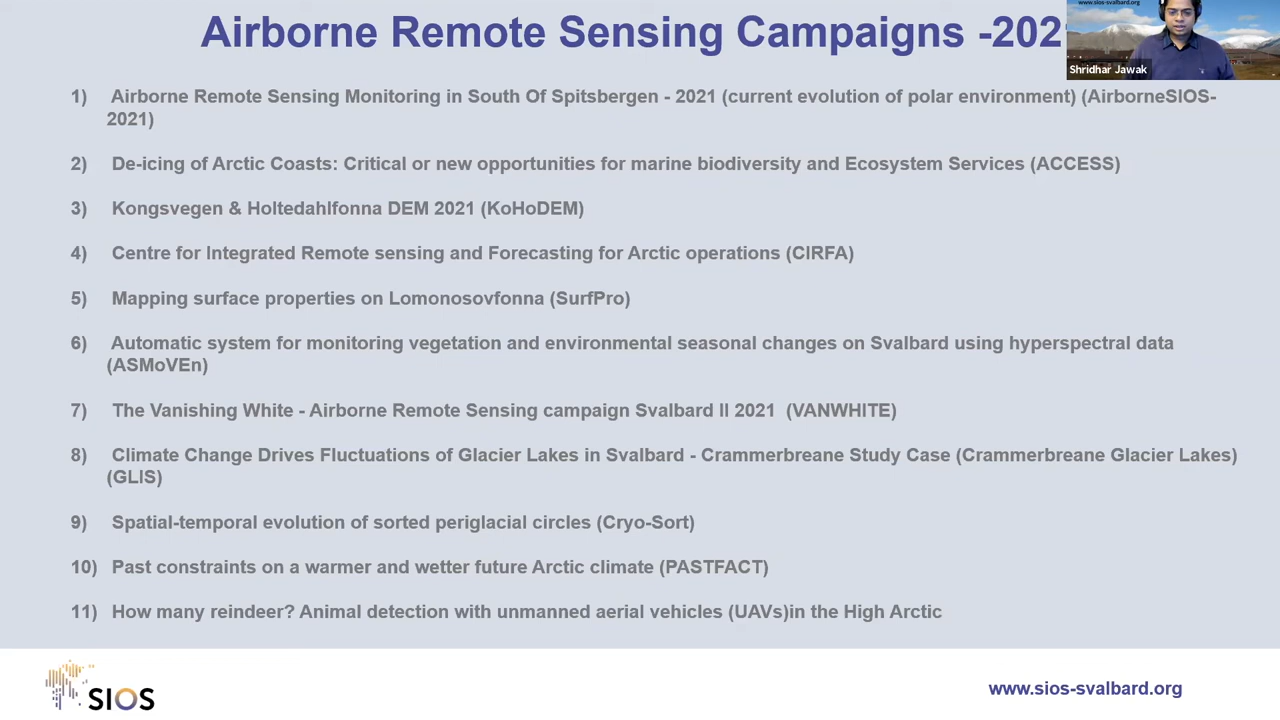 Airborne Remote Sensing Campaigns -202
www.sios-svalbard.org
Shridhar Jawak
1) Airborne Remote Sensing Monitoring in South Of Spitsbergen - 2021 (current evolution of polar environment) (AirborneSIOS-
2021)
2) De-icing of Arctic Coasts: Critical or new opportunities for marine biodiversity and Ecosystem Services (ACCESS)
3) Kongsvegen & Holtedahlfonna DEM 2021 (KoHoDEM)
4) Centre for Integrated Remote sensing and Forecasting for Arctic operations (CIRFA)
5) Mapping surface properties on Lomonosovfonna (SurfPro)
6) Automatic system for monitoring vegetation and environmental seasonal changes on Svalbard using hyperspectral data
(ASMoVEn)
7) The Vanishing White - Airborne Remote Sensing campaign Svalbard II 2021 (VANWHITE)
8) Climate Change Drives Fluctuations of Glacier Lakes in Svalbard - Crammerbreane Study Case (Crammerbreane Glacier Lakes)
(GLIS)
9) Spatial-temporal evolution of sorted periglacial circles (Cryo-Sort)
10) Past constraints on a warmer and wetter future Arctic climate (PASTFACT)
11) How many reindeer? Animal detection with unmanned aerial vehicles (UAVs)in the High Arctic
SIOS
www.sios-svalbard.org